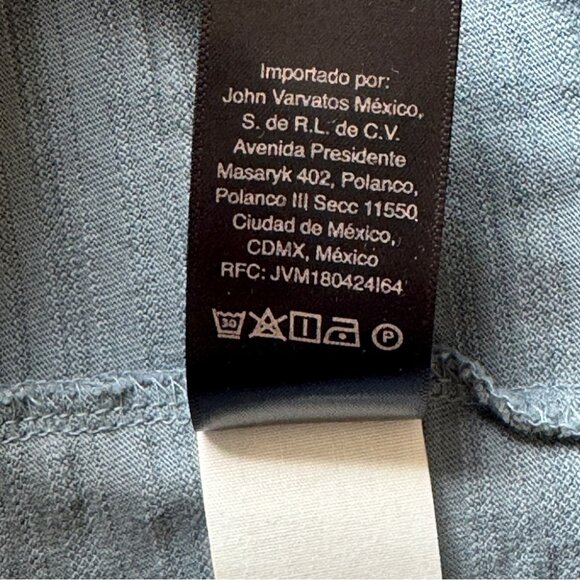 Importado por:
John Varvatos México,
S. de R.L. de C.V.
Avenida Presidente
Masaryk 402, Polanco,
Polanco III Secc 11550
Ciudad de México,
CDMX, México
RFC: JVM180424I64
30 P